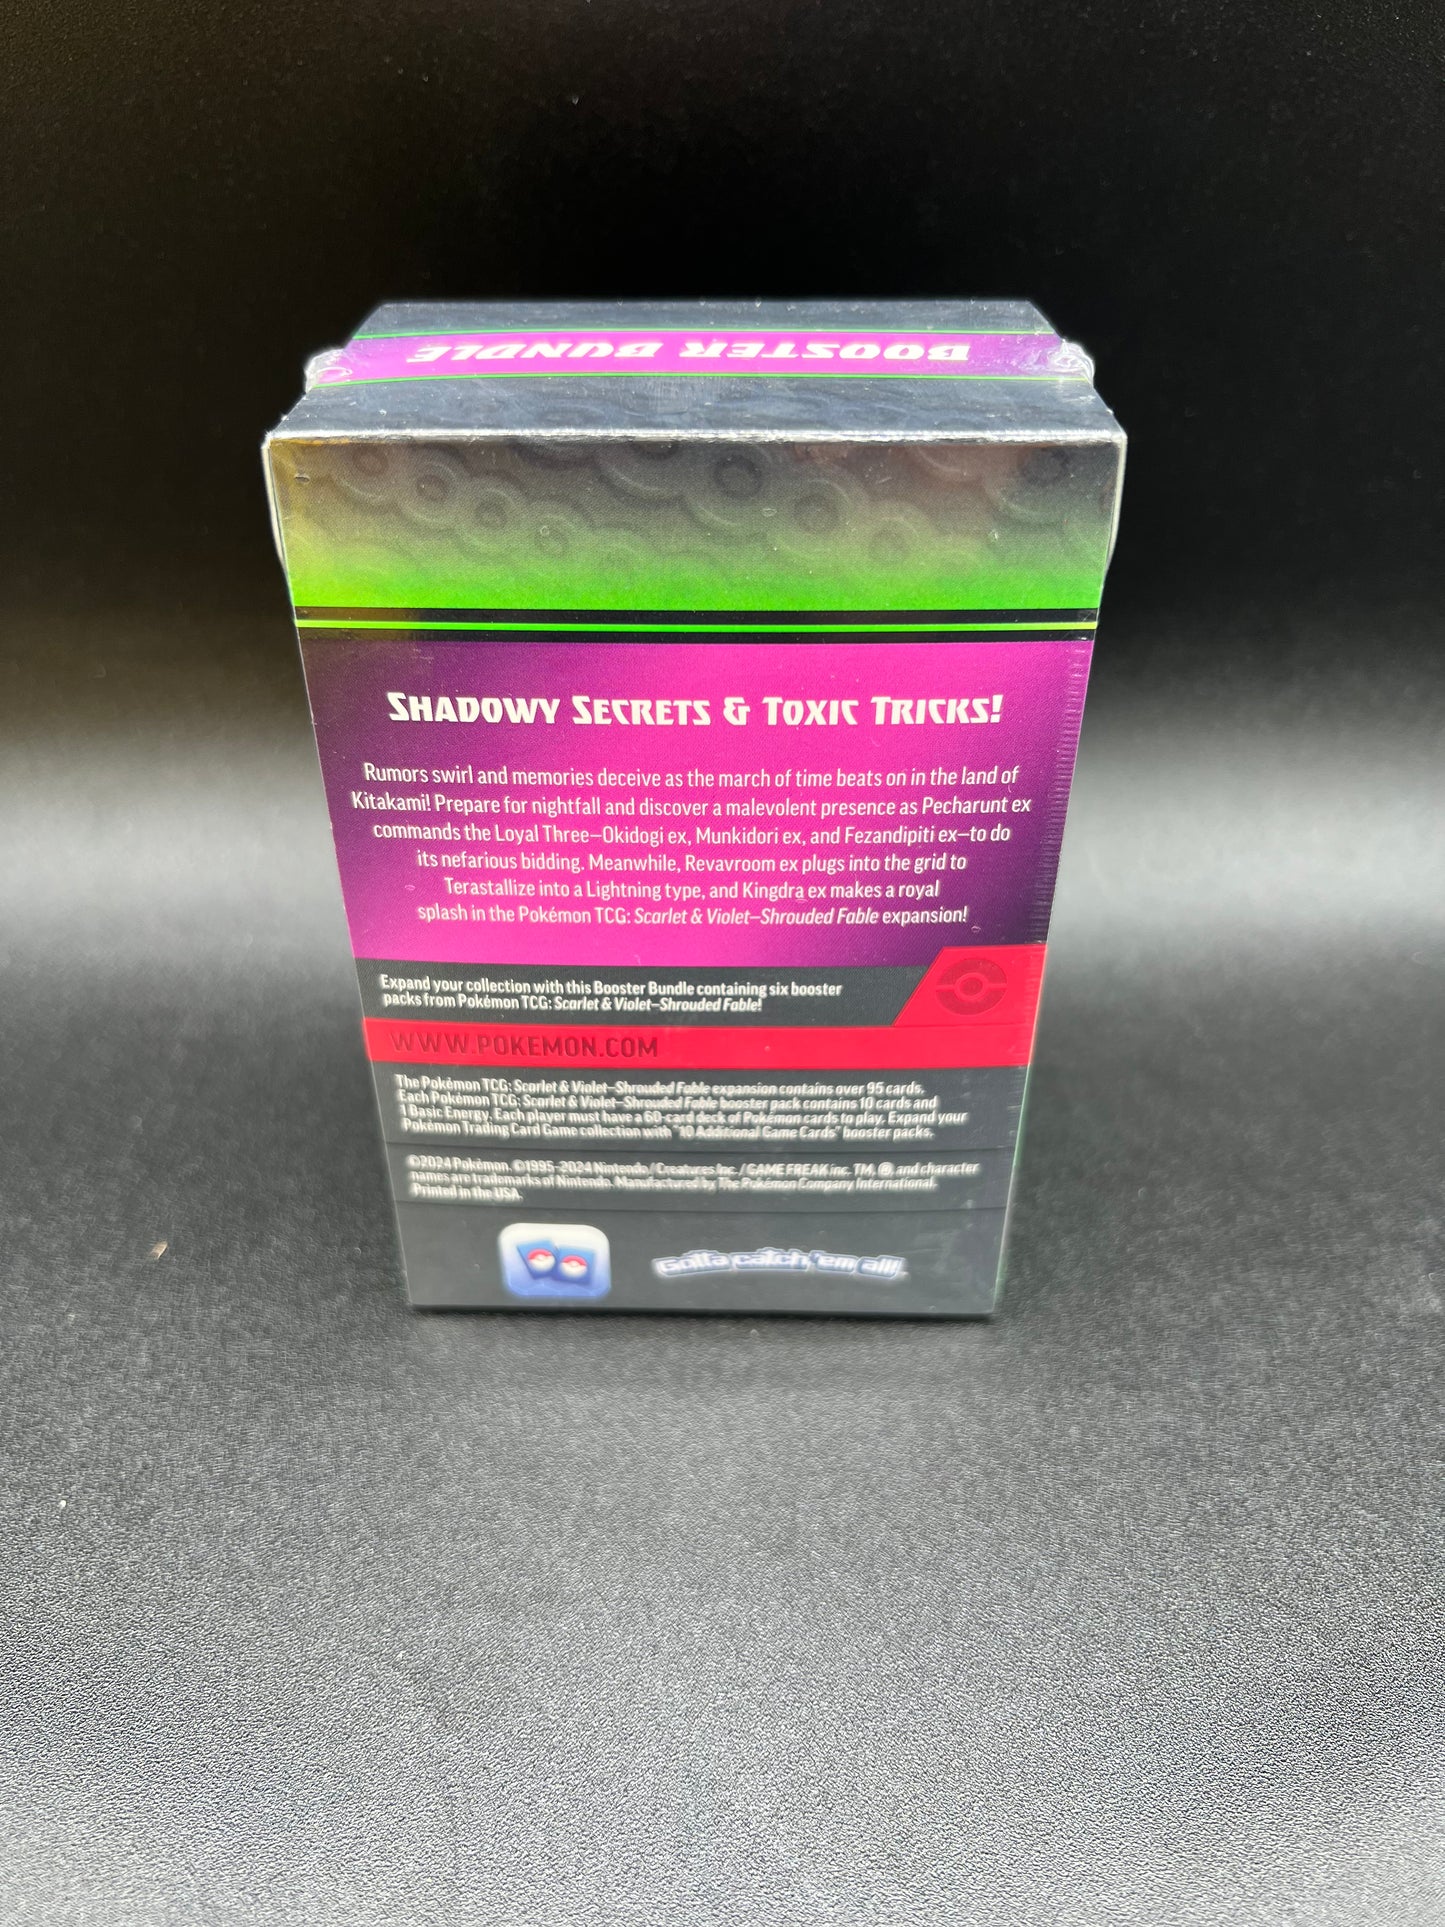 BOOSTER BUNDLE
Shadowy Secrets & Toxic Tricks!
Rumors swirl and memories deceive as the march of time beats on in the land of
Kitakami! Prepare for nightfall and discover a malevolent presence as Pecharunt ex
commands the Loyal Three—Okidogi ex, Munkidori ex, and Fezandipiti ex—to do
its nefarious bidding. Meanwhile, Revavroom ex plugs into the grid to
Terastallize into a Lightning type, and Kingdra ex makes a royal
splash in the Pokémon TCG: Scarlet & Violet—Shrouded Fable expansion!
Expand your collection with this Booster Bundle containing six booster
packs from Pokémon TCG: Scarlet & Violet—Shrouded Fable!
WWW.POKEMON.COM
The Pokémon TCG: Scarlet & Violet—Shrouded Fable expansion contains over 95 cards.
Each Pokémon TCG: Scarlet & Violet—Shrouded Fable booster pack contains 10 cards and
1 Basic Energy. Each player must have a 60-card deck of Pokémon cards to play. Expand your
Pokémon Trading Card Game collection with "10 Additional Game Cards" booster packs.
©2024 Pokémon. ©1995–2024 Nintendo / Creatures Inc. / GAME FREAK inc. TM, ®, and character
names are trademarks of Nintendo. Manufactured by The Pokémon Company International.
Printed in the USA.
Gotta catch 'em all!